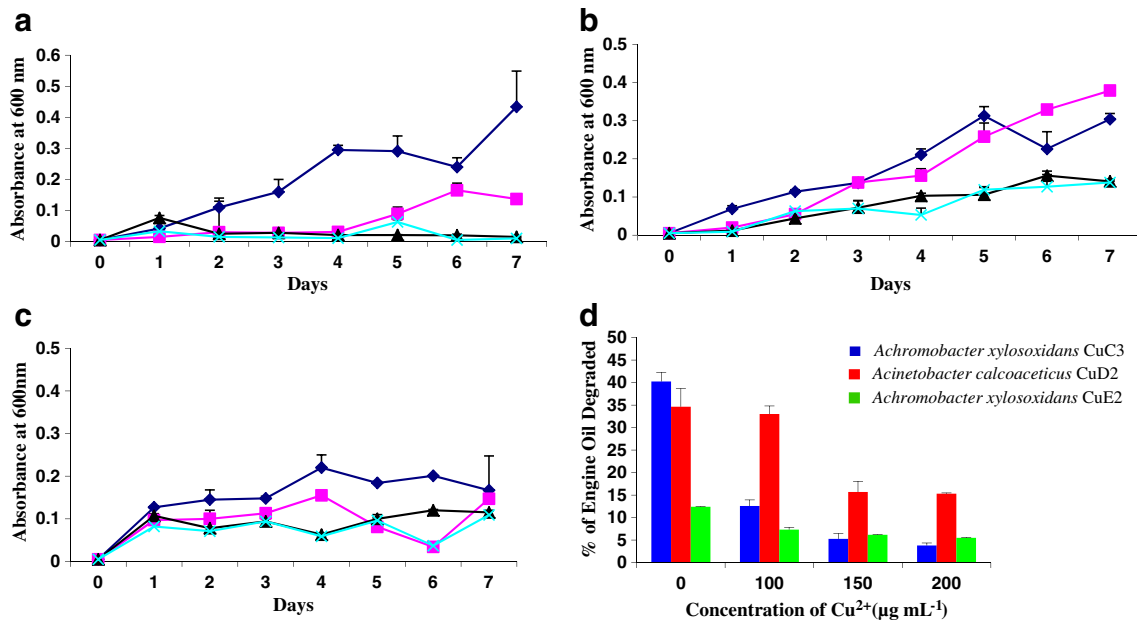 a
0.6
0.5
0.4
0.3
0.2
0.1
0
Absorbance at 600 nm
0 1 2 3 4 5 6 7
Days
b
0.5
0.4
0.3
0.2
0.1
0
Absorbance at 600 nm
0 1 2 3 4 5 6 7
Days
c
0.5
0.4
0.3
0.2
0.1
0
Absorbance at 600nm
0 1 2 3 4 5 6 7
Days
d
50
45
40
35
30
25
20
15
10
5
0
% of Engine Oil Degraded
Achromobacter xylosoxidans CuC3
Acinetobacter calcoaceticus CuD2
Achromobacter xylosoxidans CuE2
0 100 150 200
Concentration of Cu²⁺(µg mL⁻¹)